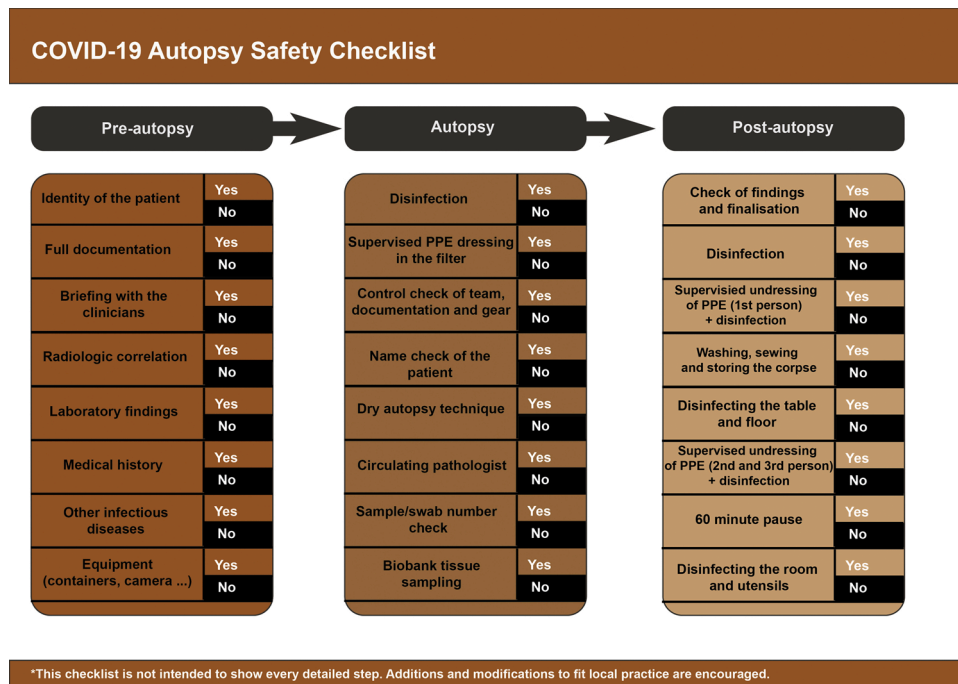 COVID-19 Autopsy Safety Checklist
Pre-autopsy
Autopsy
Post-autopsy
Identity of the patient
Yes
No
Full documentation
Yes
No
Briefing with the
clinicians
Yes
No
Radiologic correlation
Yes
No
Laboratory findings
Yes
No
Medical history
Yes
No
Other infectious
diseases
Yes
No
Equipment
(containers, camera ...)
Yes
No
Disinfection
Yes
No
Supervised PPE dressing
in the filter
Yes
No
Control check of team,
documentation and gear
Yes
No
Name check of the
patient
Yes
No
Dry autopsy technique
Yes
No
Circulating pathologist
Yes
No
Sample/swab number
check
Yes
No
Biobank tissue
sampling
Yes
No
Check of findings
and finalisation
Yes
No
Disinfection
Yes
No
Supervisied undressing
of PPE (1st person)
+ disinfection
Yes
No
Washing, sewing
and storing the corpse
Yes
No
Disinfecting the table
and floor
Yes
No
Supervised undressing
of PPE (2nd and 3rd person)
+ disinfection
Yes
No
60 minute pause
Yes
No
Disinfecting the room
and utensils
Yes
No
*This checklist is not intended to show every detailed step. Additions and modifications to fit local practice are encouraged.